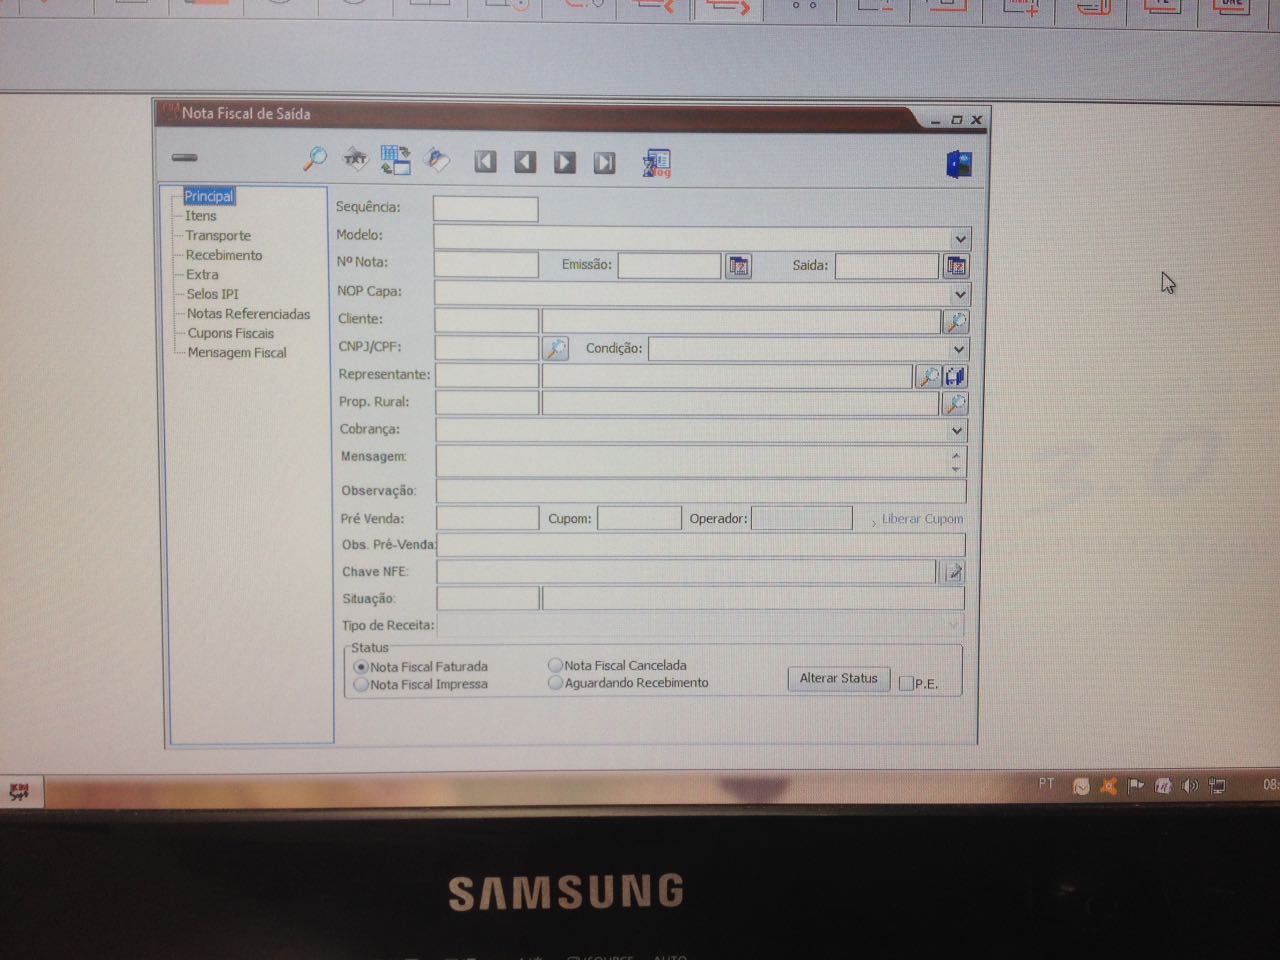 Nota Fiscal de Saída
TXT
log
Principal
Itens
Transporte
Recebimento
Extra
Selos IPI
Notas Referenciadas
Cupons Fiscais
Mensagem Fiscal
Sequência:
Modelo:
Nº Nota: Emissão: Saida:
NOP Capa:
Cliente:
CNPJ/CPF: Condição:
Representante:
Prop. Rural:
Cobrança:
Mensagem:
Observação:
Pré Venda: Cupom: Operador: Liberar Cupom
Obs. Pré-Venda:
Chave NFE:
Situação:
Tipo de Receita:
Status
Nota Fiscal Faturada Nota Fiscal Cancelada
Nota Fiscal Impressa Aguardando Recebimento
Alterar Status P.E.
PT 08:
SAMSUNG